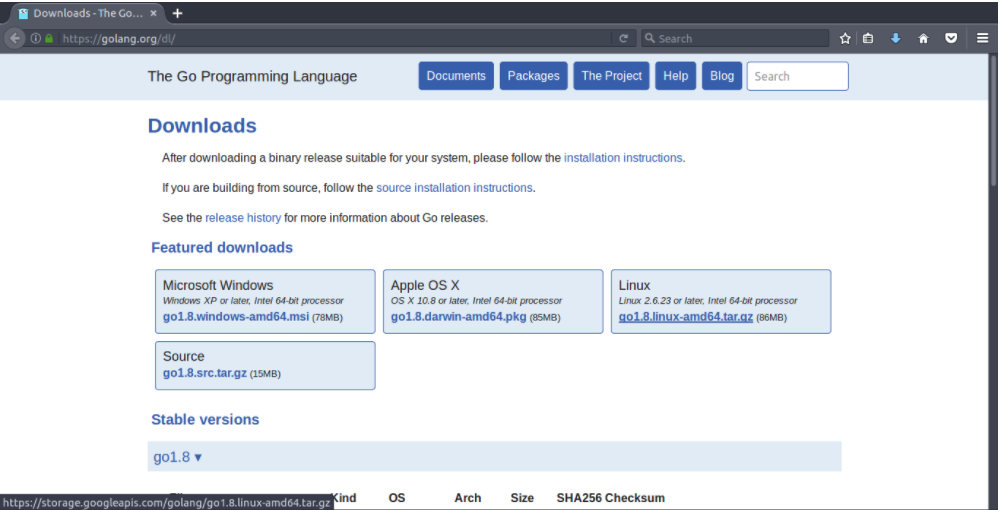 Downloads - The Go... × +
https://golang.org/dl/ Search
The Go Programming Language Documents Packages The Project Help Blog Search
Downloads
After downloading a binary release suitable for your system, please follow the installation instructions.
If you are building from source, follow the source installation instructions.
See the release history for more information about Go releases.
Featured downloads
Microsoft Windows
Windows XP or later, Intel 64-bit processor
go1.8.windows-amd64.msi (78MB)
Apple OS X
OS X 10.8 or later, Intel 64-bit processor
go1.8.darwin-amd64.pkg (85MB)
Linux
Linux 2.6.23 or later, Intel 64-bit processor
go1.8.linux-amd64.tar.gz (86MB)
Source
go1.8.src.tar.gz (15MB)
Stable versions
go1.8 ▾
Kind OS Arch Size SHA256 Checksum
https://storage.googleapis.com/golang/go1.8.linux-amd64.tar.gz